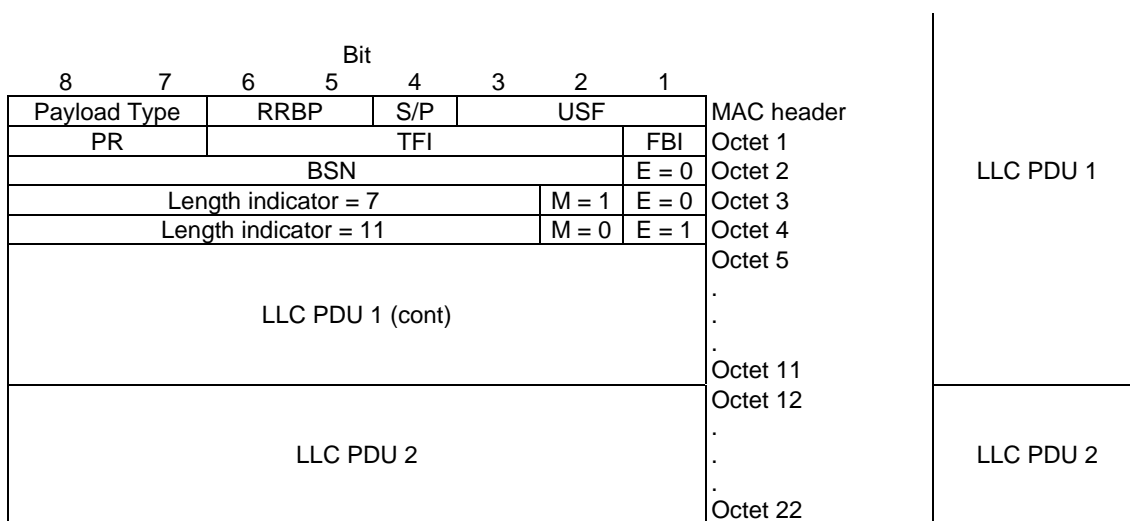 Bit
8 7 6 5 4 3 2 1
Payload Type RRBP S/P USF MAC header
PR TFI FBI Octet 1
BSN E = 0 Octet 2 LLC PDU 1
Length indicator = 7 M = 1 E = 0 Octet 3
Length indicator = 11 M = 0 E = 1 Octet 4
Octet 5
.
LLC PDU 1 (cont) .
.
Octet 11
Octet 12
.
LLC PDU 2 . LLC PDU 2
.
Octet 22